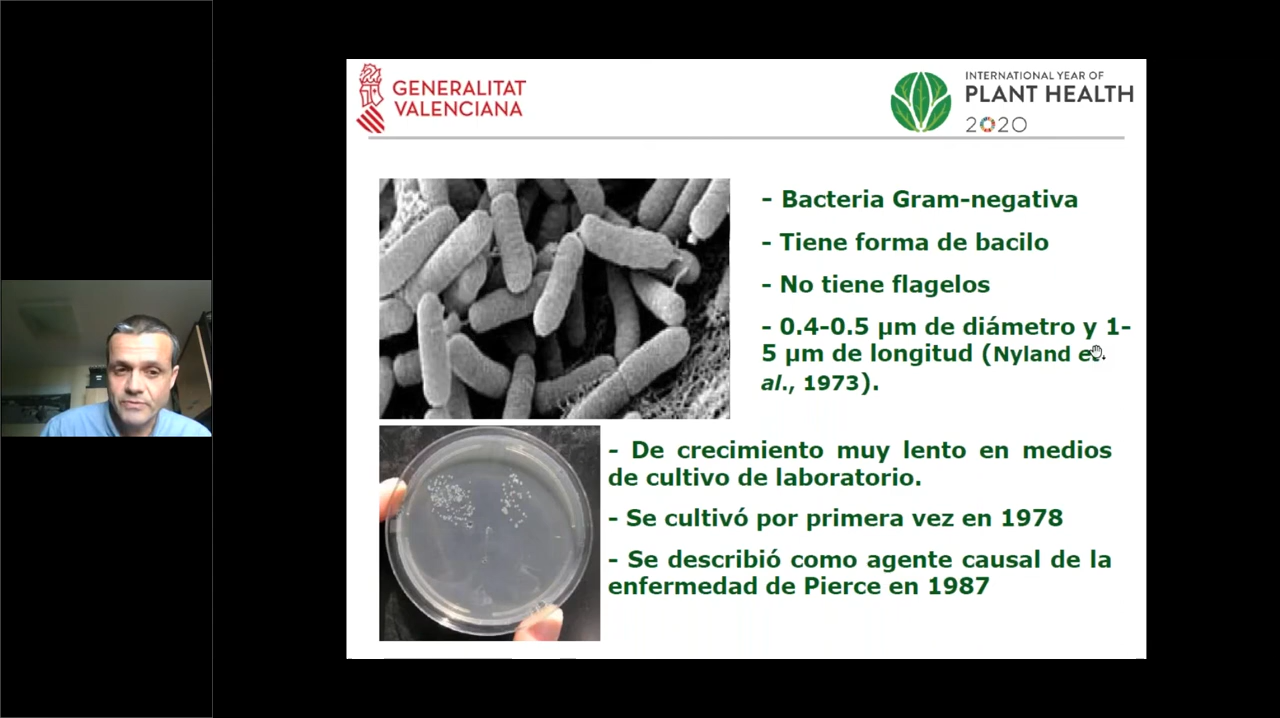 GENERALITAT
VALENCIANA
INTERNATIONAL YEAR OF
PLANT HEALTH
2020
- Bacteria Gram-negativa
- Tiene forma de bacilo
- No tiene flagelos
- 0.4-0.5 µm de diámetro y 1-
5 µm de longitud (Nyland
al., 1973).
- De crecimiento muy lento en medios
de cultivo de laboratorio.
- Se cultivó por primera vez en 1978
- Se describió como agente causal de la
enfermedad de Pierce en 1987